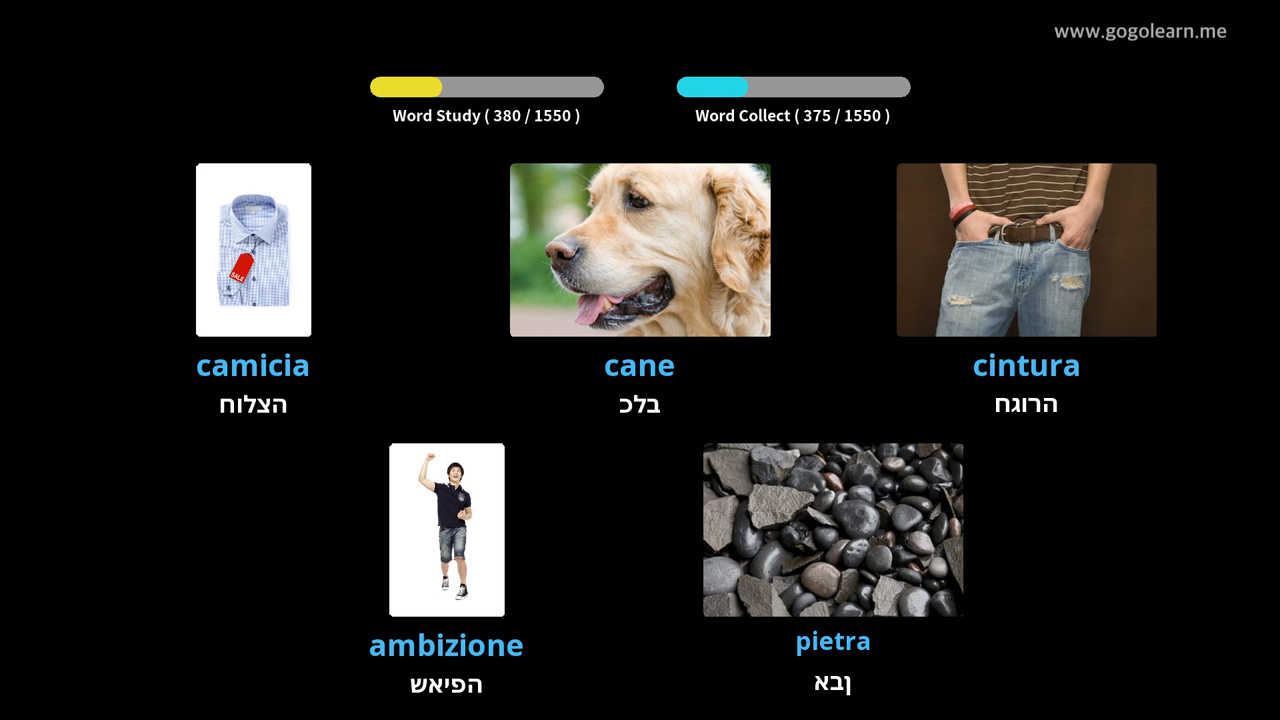 www.gogolearn.me
Word Study ( 380 / 1550 )
Word Collect ( 375 / 1550 )
camicia
הצלוח
cane
בלכ
cintura
הרוגח
ambizione
הפיאש
pietra
ןבא
SALE